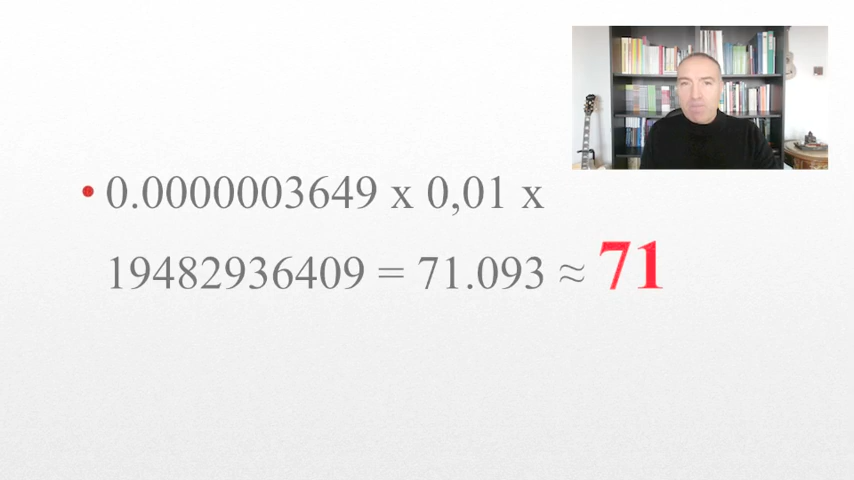 • 0.0000003649 x 0,01 x
19482936409 = 71.093 ≈ 71